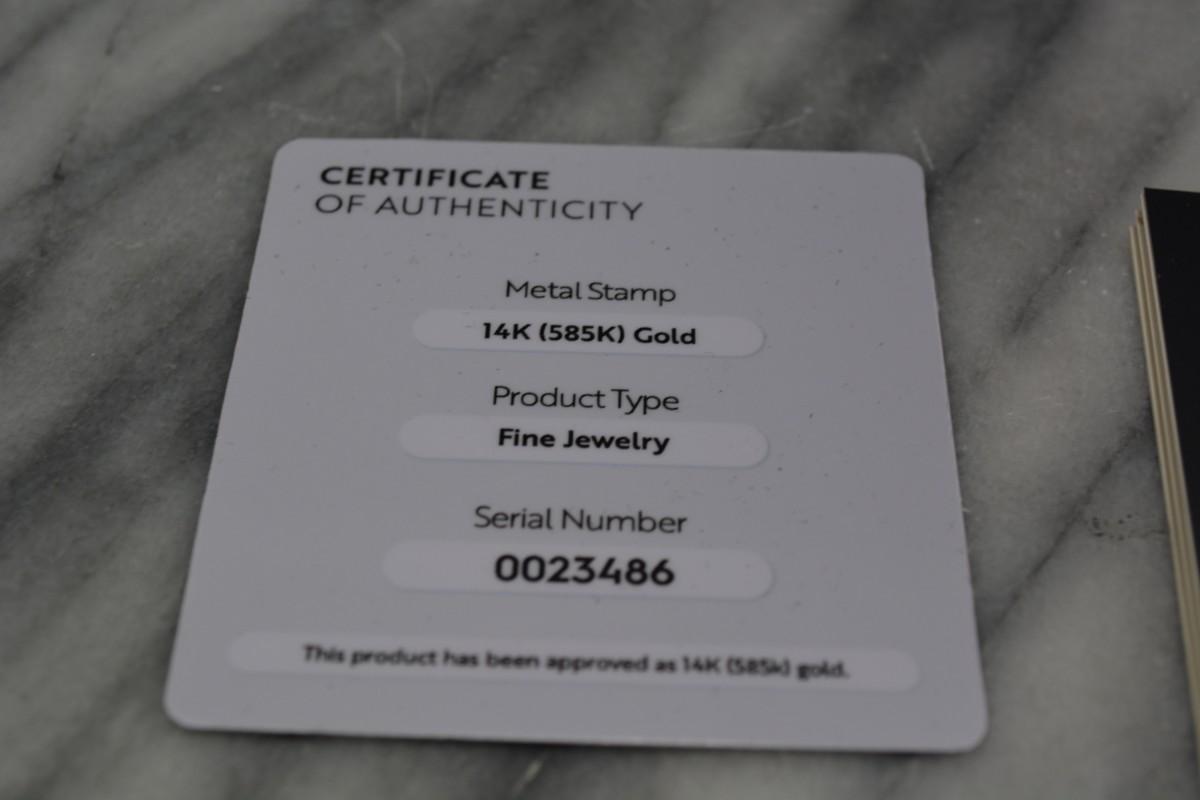 CERTIFICATE
OF AUTHENTICITY
Metal Stamp
14K (585K) Gold
Product Type
Fine Jewelry
Serial Number
0023486
This product has been approved as 14K (585k) gold.